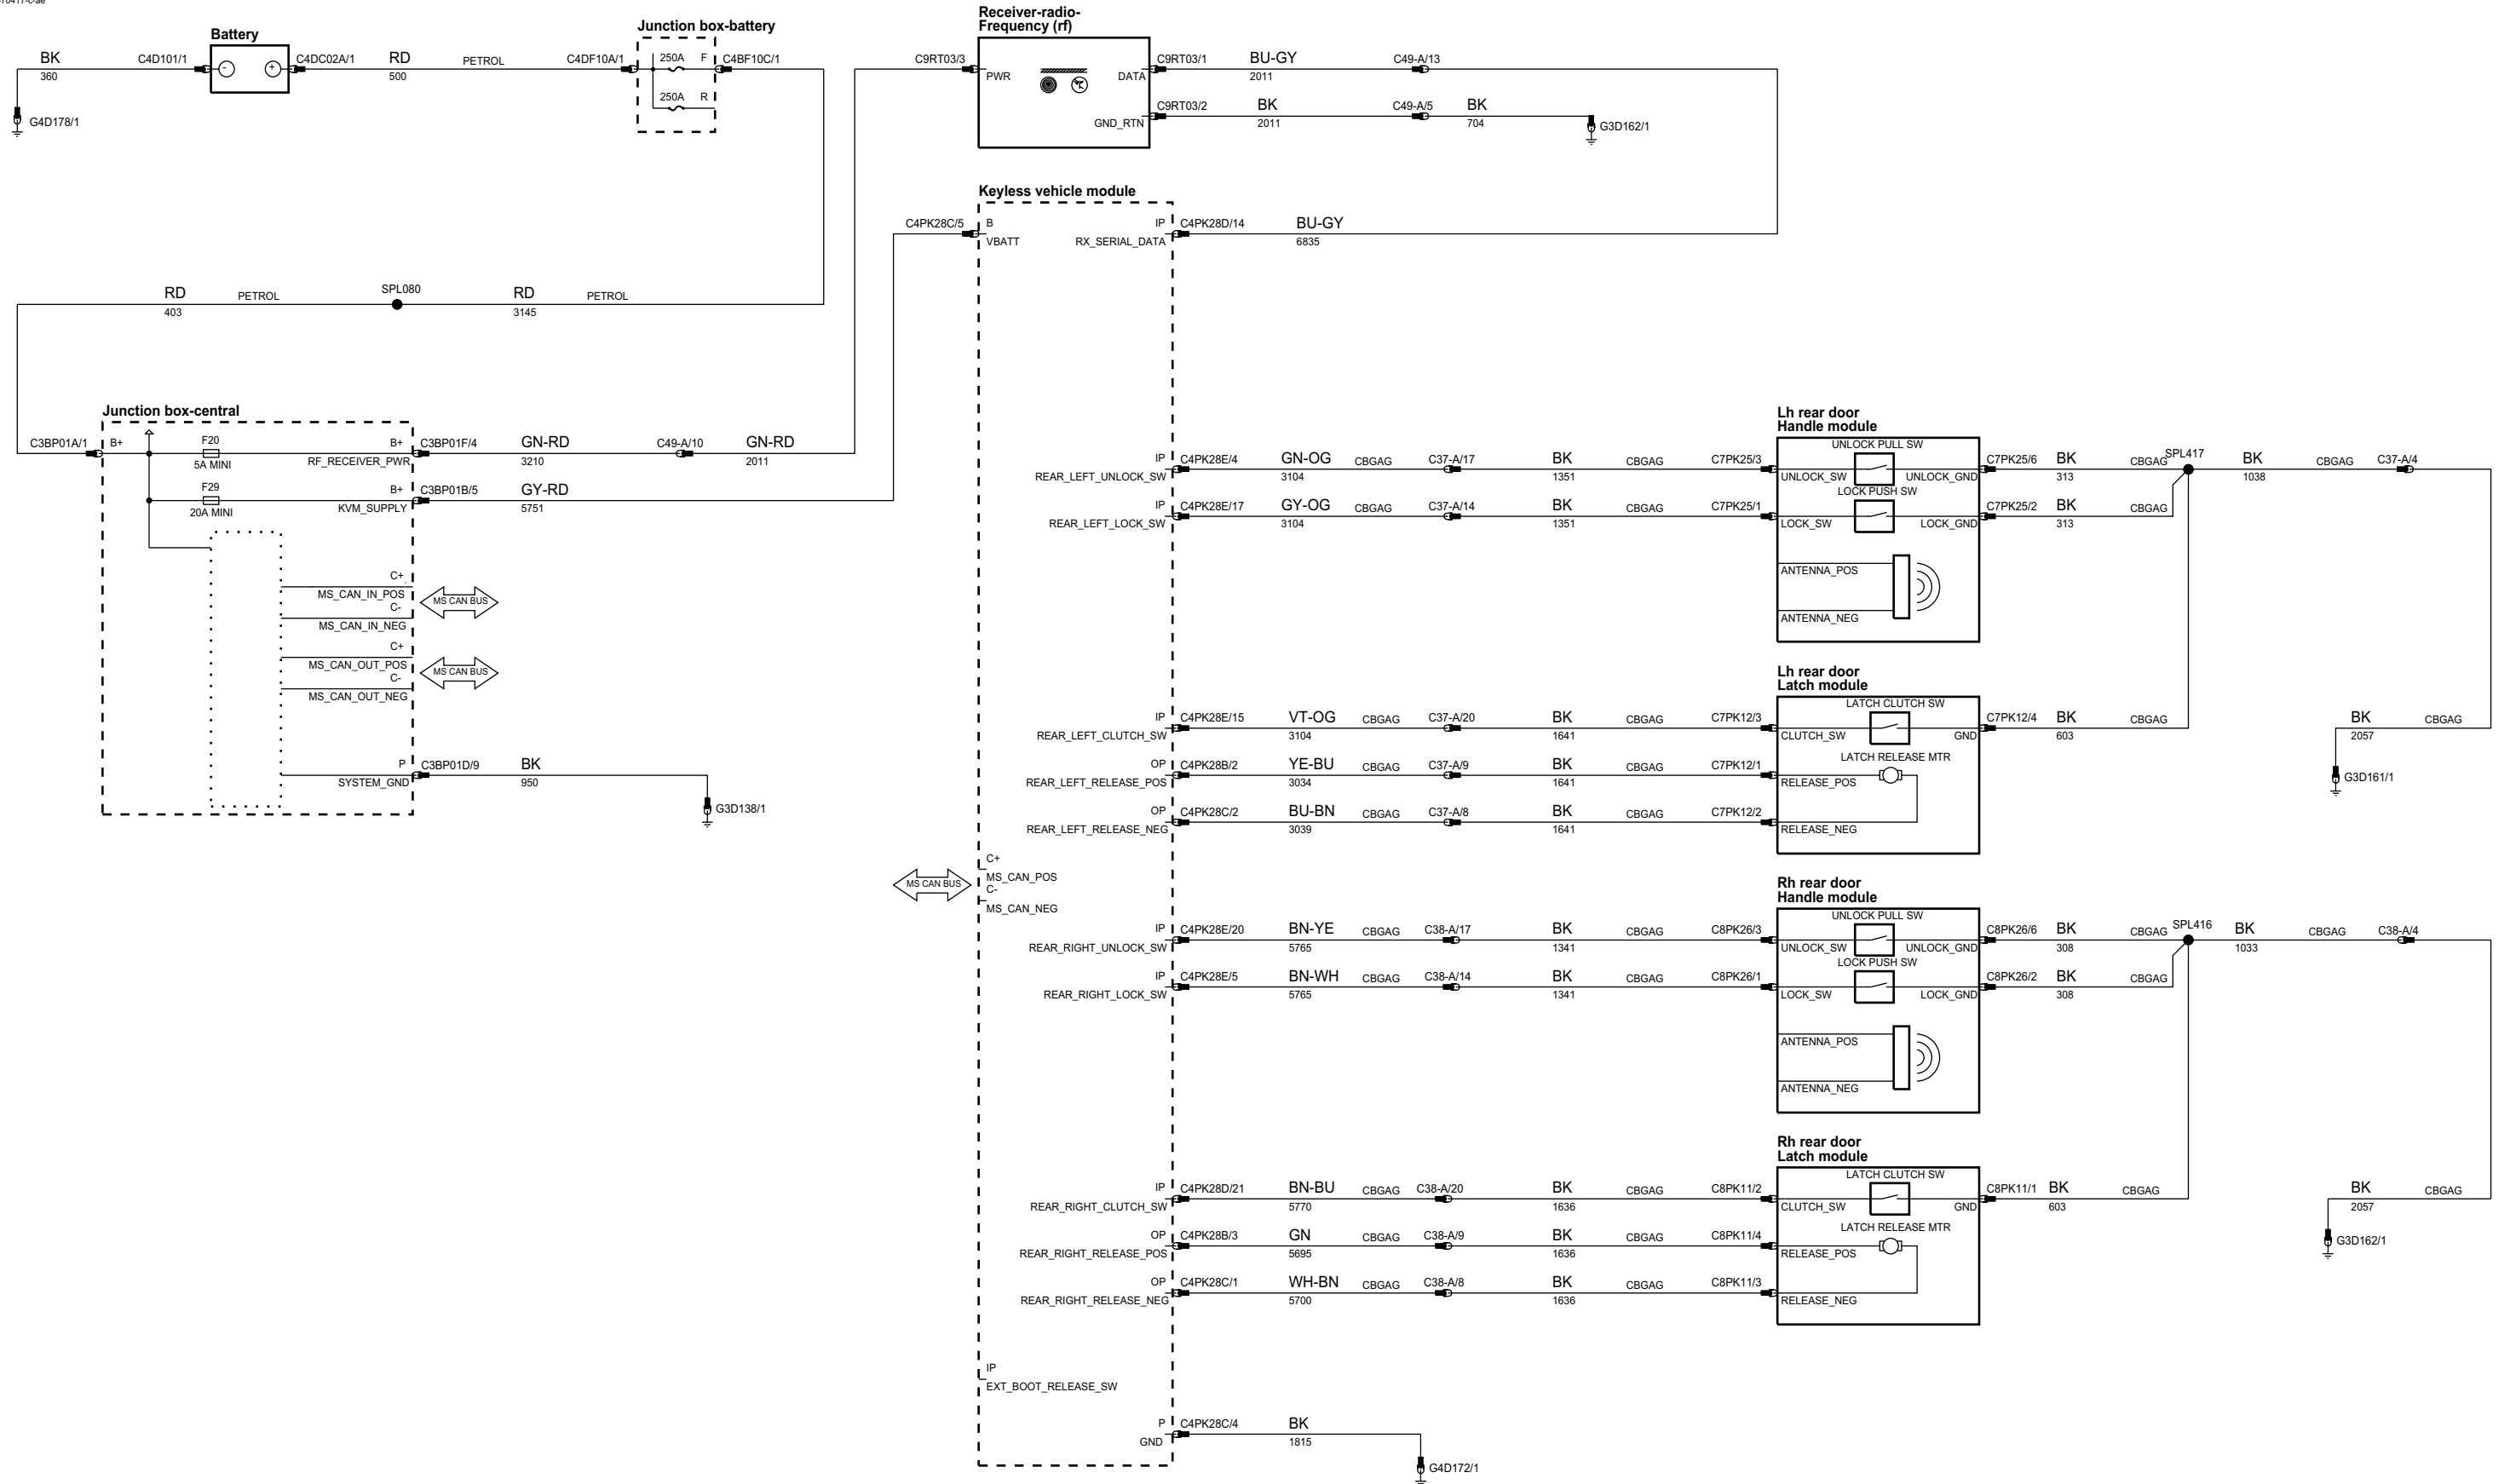 Battery
BK
360
C4D101/1
-
+
C4DC02A/1
RD
500
PETROL
C4DF10A/1
G4D178/1
Junction box-battery
250A F
250A R
C4BF10C/1
Receiver-radio-
Frequency (rf)
C9RT03/3
PWR
DATA
GND_RTN
C9RT03/1
BU-GY
2011
C49-A/13
C9RT03/2
BK
2011
C49-A/5
BK
704
G3D162/1
RD
403
PETROL
SPL080
RD
3145
PETROL
Junction box-central
C3BP01A/1
B+
F20
5A MINI
B+
RF_RECEIVER_PWR
C3BP01F/4
GN-RD
3210
C49-A/10
GN-RD
2011
F29
20A MINI
B+
KVM_SUPPLY
C3BP01B/5
GY-RD
5751
C+
MS_CAN_IN_POS
C-
MS_CAN_IN_NEG
MS CAN BUS
C+
MS_CAN_OUT_POS
C-
MS_CAN_OUT_NEG
MS CAN BUS
P
SYSTEM_GND
C3BP01D/9
BK
950
G3D138/1
Keyless vehicle module
C4PK28C/5
B
VBATT
IP
RX_SERIAL_DATA
C4PK28D/14
BU-GY
6835
IP
REAR_LEFT_UNLOCK_SW
C4PK28E/4
GN-OG
3104
CBGAG
C37-A/17
BK
1351
CBGAG
C7PK25/3
IP
REAR_LEFT_LOCK_SW
C4PK28E/17
GY-OG
3104
CBGAG
C37-A/14
BK
1351
CBGAG
C7PK25/1
Lh rear door
Handle module
UNLOCK PULL SW
UNLOCK_SW
UNLOCK_GND
LOCK PUSH SW
LOCK_SW
LOCK_GND
ANTENNA_POS
ANTENNA_NEG
C7PK25/6
BK
313
CBGAG
SPL417
BK
1038
CBGAG
C37-A/4
C7PK25/2
BK
313
CBGAG
IP
REAR_LEFT_CLUTCH_SW
C4PK28E/15
VT-OG
3104
CBGAG
C37-A/20
BK
1641
CBGAG
C7PK12/3
OP
REAR_LEFT_RELEASE_POS
C4PK28B/2
YE-BU
3034
CBGAG
C37-A/9
BK
1641
CBGAG
C7PK12/1
OP
REAR_LEFT_RELEASE_NEG
C4PK28C/2
BU-BN
3039
CBGAG
C37-A/8
BK
1641
CBGAG
C7PK12/2
Lh rear door
Latch module
LATCH CLUTCH SW
CLUTCH_SW
GND
LATCH RELEASE MTR
RELEASE_POS
RELEASE_NEG
C7PK12/4
BK
603
CBGAG
BK
2057
CBGAG
G3D161/1
MS CAN BUS
C+
MS_CAN_POS
C-
MS_CAN_NEG
IP
REAR_RIGHT_UNLOCK_SW
C4PK28E/20
BN-YE
5765
CBGAG
C38-A/17
BK
1341
CBGAG
C8PK26/3
IP
REAR_RIGHT_LOCK_SW
C4PK28E/5
BN-WH
5765
CBGAG
C38-A/14
BK
1341
CBGAG
C8PK26/1
Rh rear door
Handle module
UNLOCK PULL SW
UNLOCK_SW
UNLOCK_GND
LOCK PUSH SW
LOCK_SW
LOCK_GND
ANTENNA_POS
ANTENNA_NEG
C8PK26/6
BK
308
CBGAG
SPL416
BK
1033
CBGAG
C38-A/4
C8PK26/2
BK
308
CBGAG
IP
REAR_RIGHT_CLUTCH_SW
C4PK28D/21
BN-BU
5770
CBGAG
C38-A/20
BK
1636
CBGAG
C8PK11/2
OP
REAR_RIGHT_RELEASE_POS
C4PK28B/3
GN
5695
CBGAG
C38-A/9
BK
1636
CBGAG
C8PK11/4
OP
REAR_RIGHT_RELEASE_NEG
C4PK28C/1
WH-BN
5700
CBGAG
C38-A/8
BK
1636
CBGAG
C8PK11/3
Rh rear door
Latch module
LATCH CLUTCH SW
CLUTCH_SW
GND
LATCH RELEASE MTR
RELEASE_POS
RELEASE_NEG
C8PK11/1
BK
603
CBGAG
BK
2057
CBGAG
G3D162/1
IP
EXT_BOOT_RELEASE_SW
P
GND
C4PK28C/4
BK
1815
G4D172/1